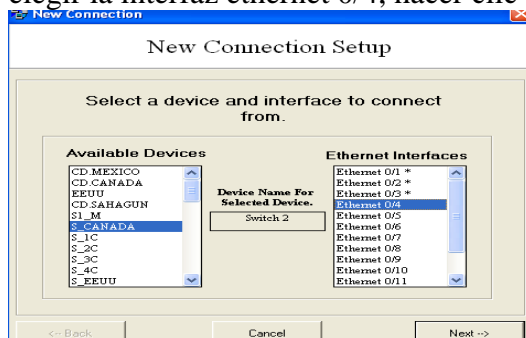 elegir la interfaz ethernet 0/4, hacer clic
New Connection
New Connection Setup
Select a device and interface to connect
from.
Available Devices
CD.MEXICO
CD.CANADA
EEUU
CD.SAHAGUN
S1_M
S_CANADA
S_1C
S_2C
S_3C
S_4C
S_EEUU
Device Name For
Selected Device.
Switch 2
Ethernet Interfaces
Ethernet 0/1 *
Ethernet 0/2 *
Ethernet 0/3 *
Ethernet 0/4
Ethernet 0/5
Ethernet 0/6
Ethernet 0/7
Ethernet 0/8
Ethernet 0/9
Ethernet 0/10
Ethernet 0/11
<-- Back
Cancel
Next -->